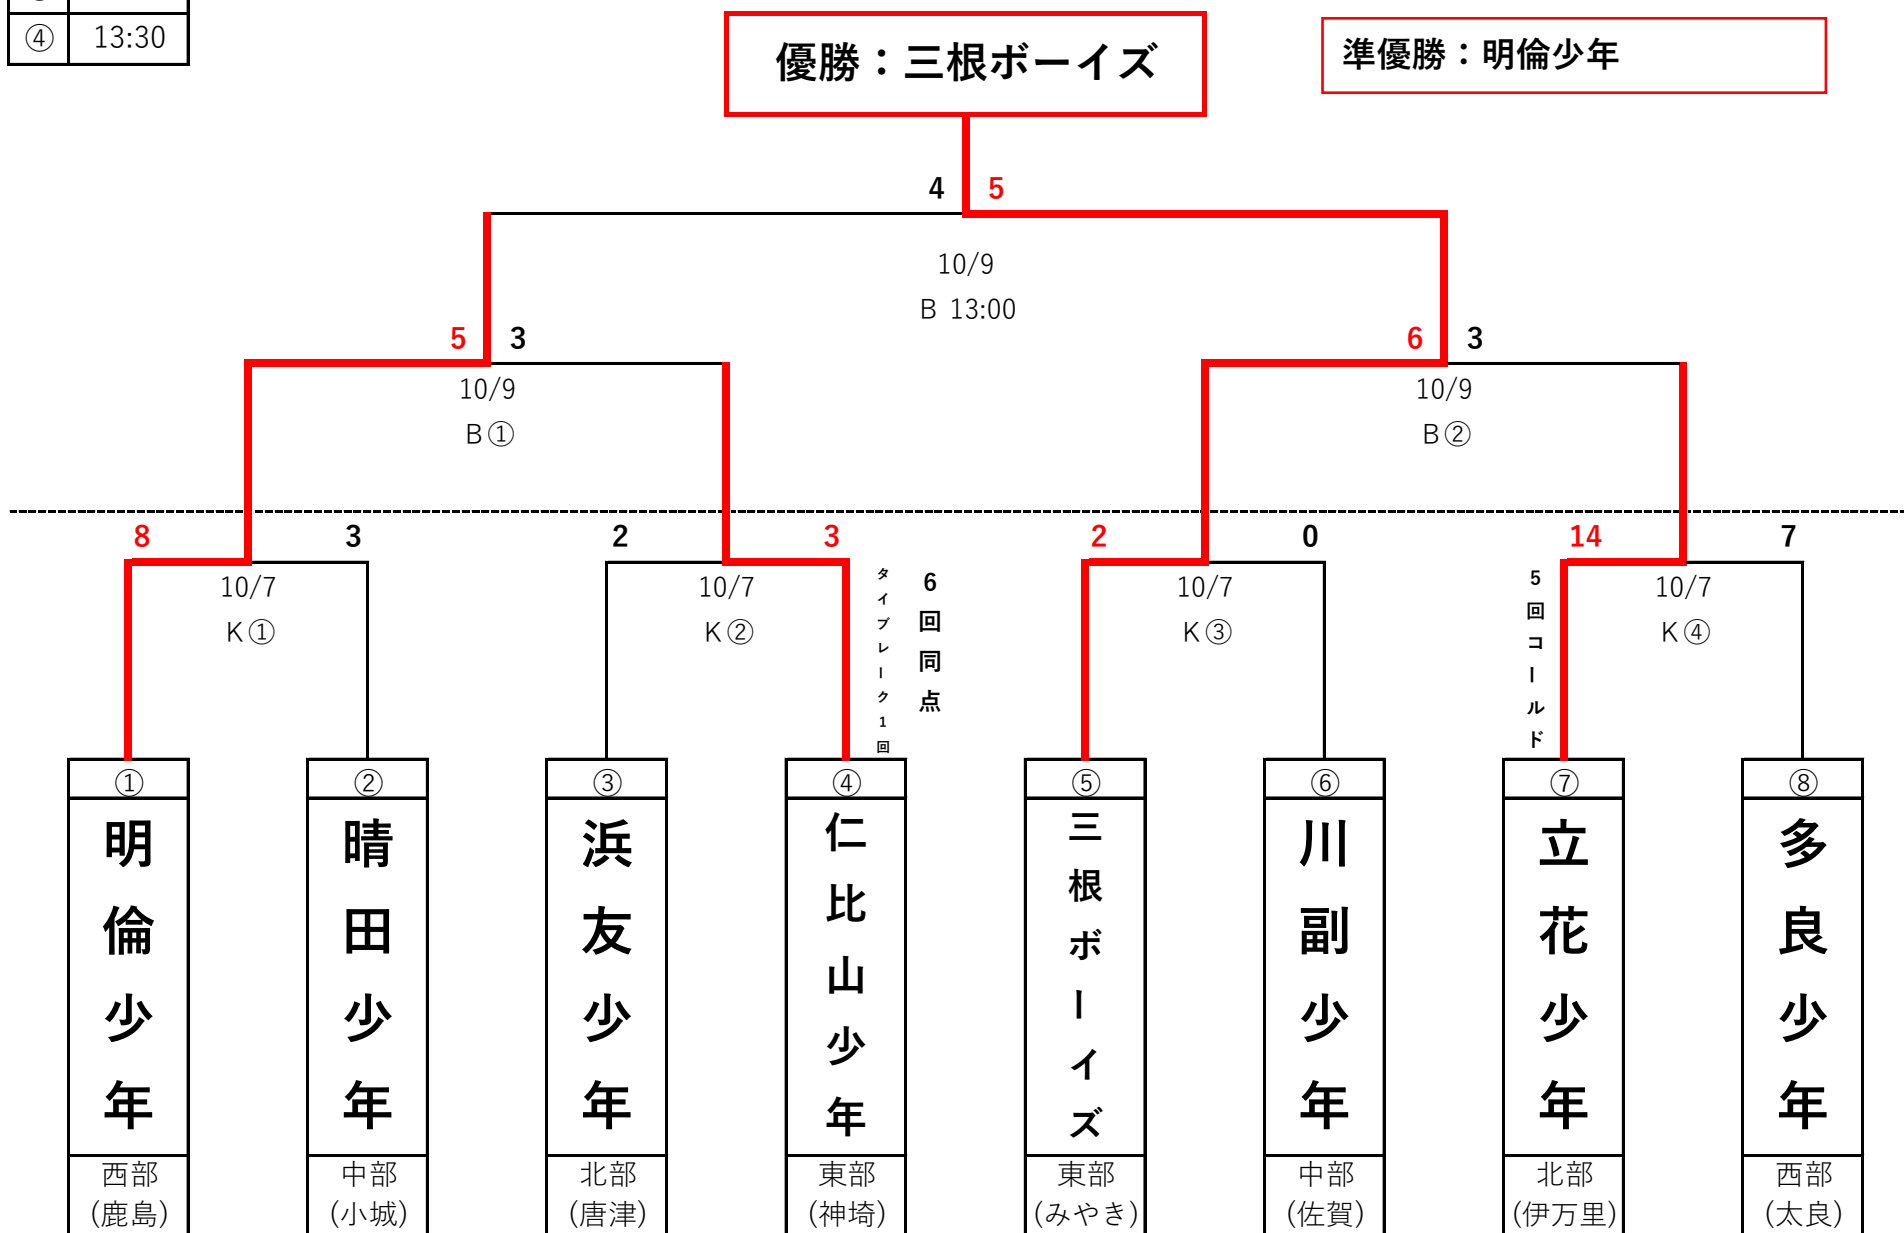 ④ 13:30
優勝：三根ボーイズ
準優勝：明倫少年
4 5
10/9
B 13:00
5 3
10/9
B①
6 3
10/9
B②
8 3
10/7
K①
2 3
10/7
K②
タイブレーク1回
6回同点
2 0
10/7
K③
14 7
10/7
K④
5回コールド
①
明倫少年
西部
(鹿島)
②
晴田少年
中部
(小城)
③
浜友少年
北部
(唐津)
④
仁比山少年
東部
(神埼)
⑤
三根ボーイズ
東部
(みやき)
⑥
川副少年
中部
(佐賀)
⑦
立花少年
北部
(伊万里)
⑧
多良少年
西部
(太良)